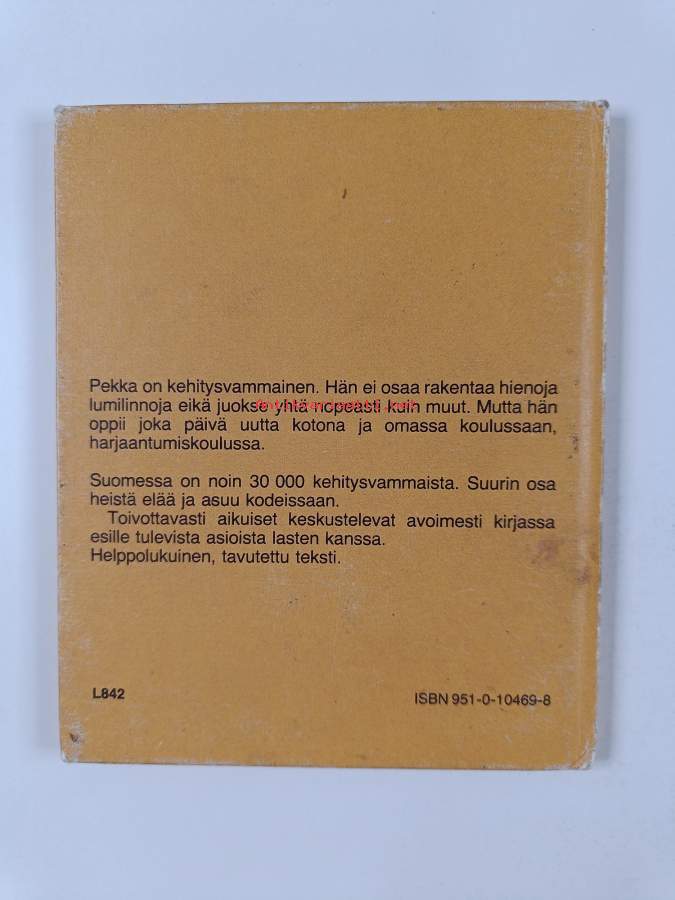 Pekka on kehitysvammainen. Hän ei osaa rakentaa hienoja
lumilinnoja eikä juokse yhtä nopeasti kuin muut. Mutta hän
oppii joka päivä uutta kotona ja omassa koulussaan,
harjaantumiskoulussa.
Suomessa on noin 30 000 kehitysvammaista. Suurin osa
heistä elää ja asuu kodeissaan.
Toivottavasti aikuiset keskustelevat avoimesti kirjassa
esille tulevista asioista lasten kanssa.
Helppolukuinen, tavutettu teksti.
L842
ISBN 951-0-10469-8